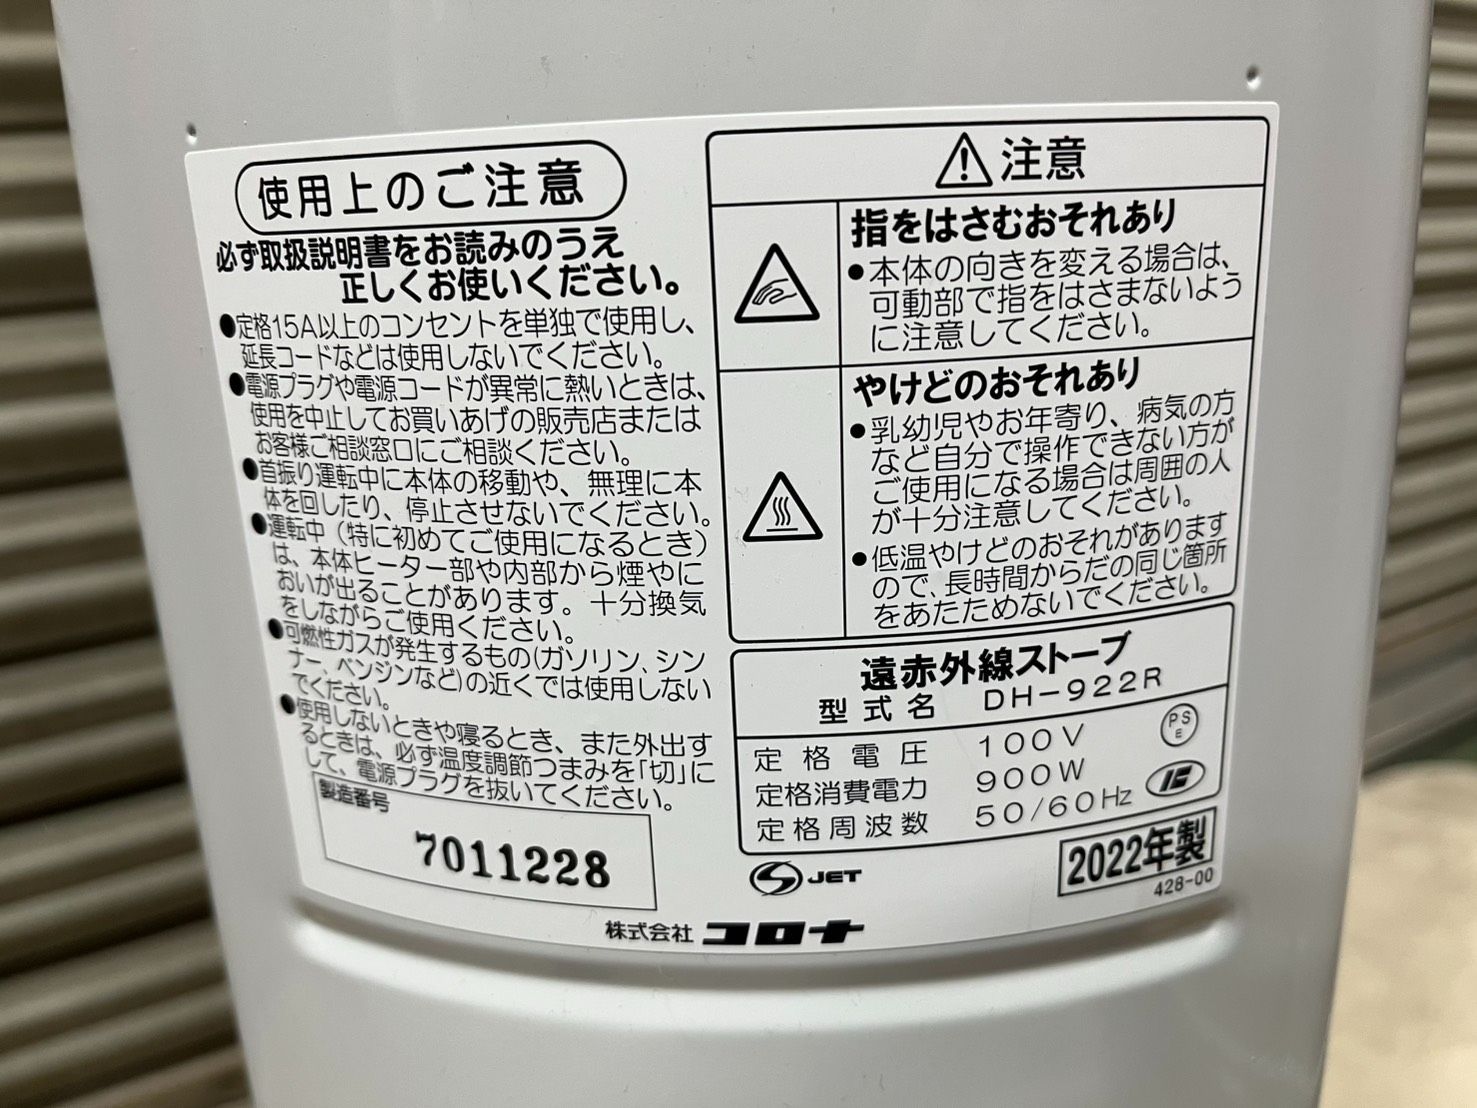 使用上のご注意
必ず取扱説明書をお読みのうえ
正しくお使いください。
●定格15A以上のコンセントを単独で使用し、
延長コードなどは使用しないでください。
●電源プラグや電源コードが異常に熱いときは、
使用を中止してお買いあげの販売店または
お客様ご相談窓口にご相談ください。
●首振り運転中に本体の移動や、無理に本
体を回したり、停止させないでください。
●運転中（特に初めてご使用になるとき）
は、本体ヒーター部や内部から煙やに
おいが出ることがあります。十分換気
をしながらご使用ください。
●可燃性ガスが発生するもの(ガソリン、シン
ナー、ベンジンなど)の近くでは使用しない
でください。
●使用しないときや寝るとき、また外出す
るときは、必ず温度調節つまみを「切」に
して、電源プラグを抜いてください。
製造番号
7011228
注意
指をはさむおそれあり
●本体の向きを変える場合は、
可動部で指をはさまないよう
に注意してください。
やけどのおそれあり
●乳幼児やお年寄り、病気の方
など自分で操作できない方が
ご使用になる場合は周囲の人
が十分注意してください。
●低温やけどのおそれがあります
ので、長時間からだの同じ箇所
をあたためないでください。
遠赤外線ストーブ
型式名 DH-922R
定格電圧 100V
定格消費電力 900W
定格周波数 50/60Hz
PS
E
JET
2022年製
428-00
株式会社 コロナ